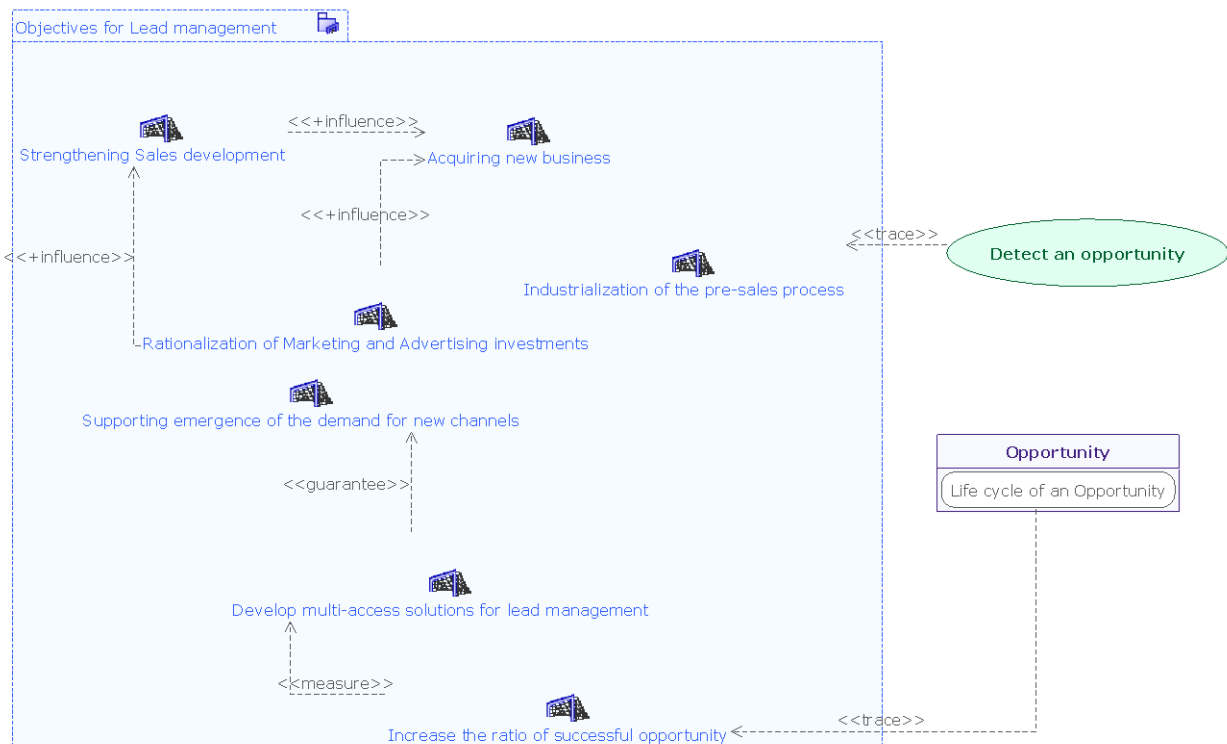 Objectives for Lead management
<<+influence>>
Strengthening Sales development
Acquiring new business
<<+influence>>
<<trace>>
<<+influence>>
Detect an opportunity
Industrialization of the pre-sales process
Rationalization of Marketing and Advertising investments
Supporting emergence of the demand for new channels
Opportunity
<<guarantee>>
Life cycle of an Opportunity
Develop multi-access solutions for lead management
<<measure>>
<<trace>>
Increase the ratio of successful opportunity